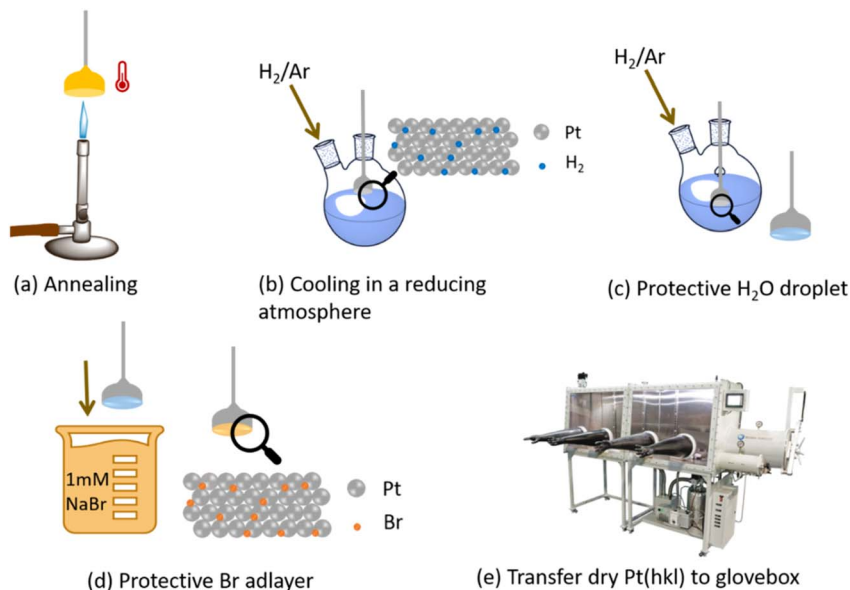 H₂/Ar
Pt
H₂
H₂/Ar
(a) Annealing
(b) Cooling in a reducing
atmosphere
(c) Protective H₂O droplet
1mM
NaBr
Pt
Br
(d) Protective Br adlayer
(e) Transfer dry Pt(hkl) to glovebox